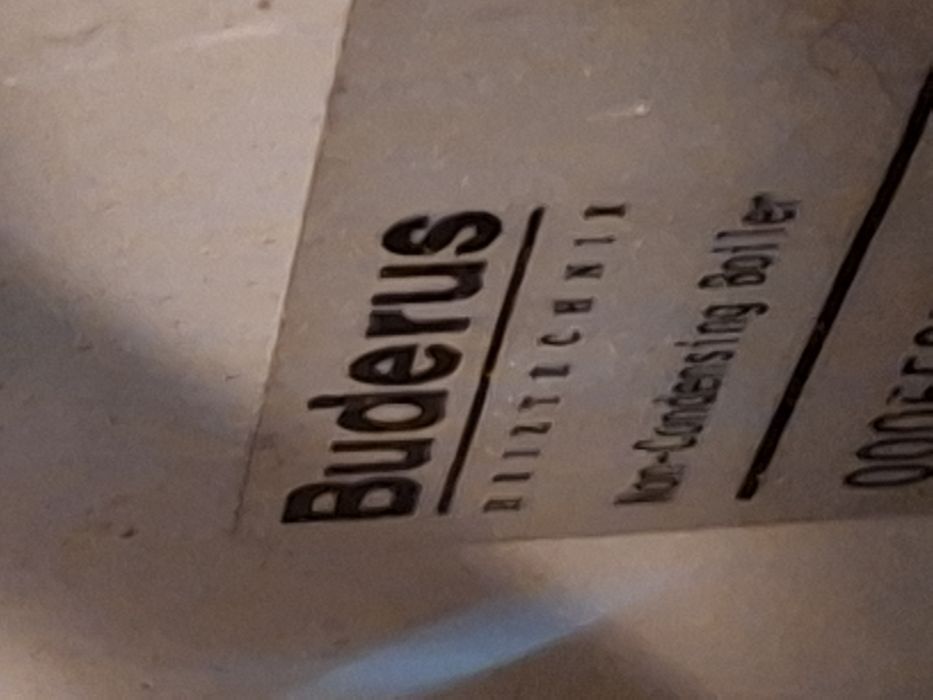 Buderus
HEIZTECHNIK
Non-Condensing Boiler